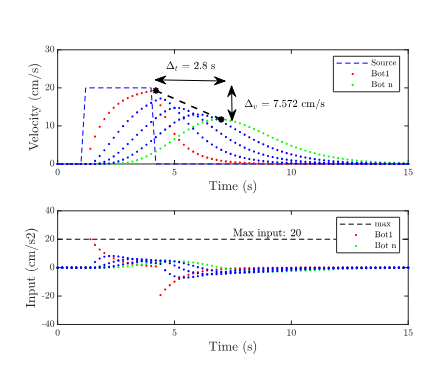 30
20
10
0
Velocity (cm/s)
Δt = 2.8 s
Δv = 7.572 cm/s
Source
Bot1
Bot n
0 5 10 15
Time (s)
40
20
0
-20
-40
Input (cm/s2)
Max input: 20
max
Bot1
Bot n
0 5 10 15
Time (s)